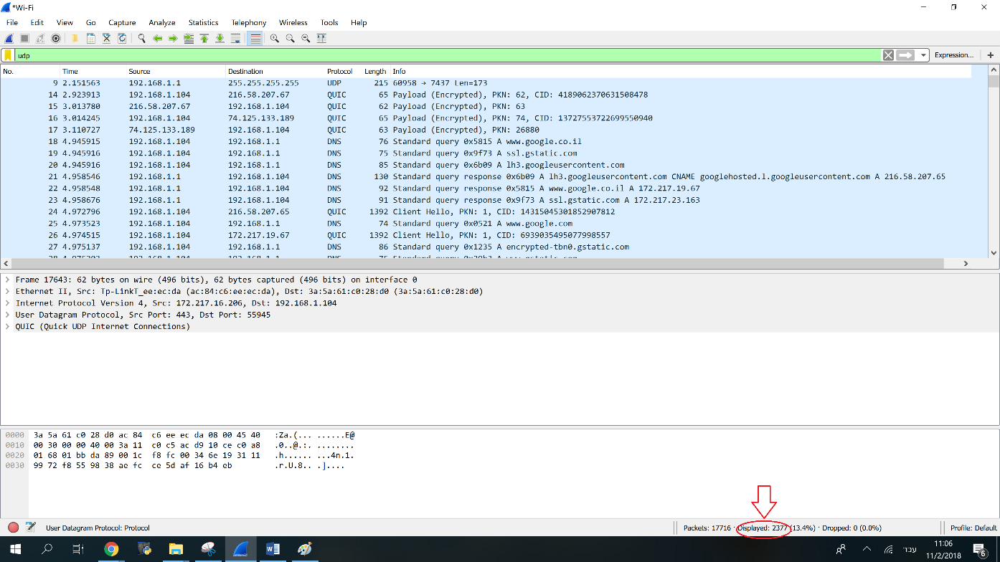 *Wi-Fi
File Edit View Go Capture Analyze Statistics Telephony Wireless Tools Help
udp Expression... +
No. Time Source Destination Protocol Length Info
9 2.151563 192.168.1.1 255.255.255.255 UDP 215 60958 → 7437 Len=173
14 2.923913 192.168.1.104 216.58.207.67 QUIC 65 Payload (Encrypted), PKN: 62, CID: 4189062370631508478
15 3.013780 216.58.207.67 192.168.1.104 QUIC 62 Payload (Encrypted), PKN: 63
16 3.014245 192.168.1.104 74.125.133.189 QUIC 65 Payload (Encrypted), PKN: 74, CID: 13727553722699550940
17 3.110727 74.125.133.189 192.168.1.104 QUIC 63 Payload (Encrypted), PKN: 26880
18 4.945915 192.168.1.104 192.168.1.1 DNS 76 Standard query 0x5815 A www.google.co.il
19 4.945916 192.168.1.104 192.168.1.1 DNS 75 Standard query 0x9f73 A ssl.gstatic.com
20 4.945916 192.168.1.104 192.168.1.1 DNS 85 Standard query 0x6b09 A lh3.googleusercontent.com
21 4.958546 192.168.1.1 192.168.1.104 DNS 130 Standard query response 0x6b09 A lh3.googleusercontent.com CNAME googlehosted.l.googleusercontent.com A 216.58.207.65
22 4.958548 192.168.1.1 192.168.1.104 DNS 92 Standard query response 0x5815 A www.google.co.il A 172.217.19.67
23 4.958676 192.168.1.1 192.168.1.104 DNS 91 Standard query response 0x9f73 A ssl.gstatic.com A 172.217.23.163
24 4.972796 192.168.1.104 216.58.207.65 QUIC 1392 Client Hello, PKN: 1, CID: 14315045301852907812
25 4.973523 192.168.1.104 192.168.1.1 DNS 74 Standard query 0x0521 A www.google.com
26 4.974515 192.168.1.104 172.217.19.67 QUIC 1392 Client Hello, PKN: 1, CID: 6939035495077998557
27 4.975137 192.168.1.104 192.168.1.1 DNS 86 Standard query 0x1235 A encrypted-tbn0.gstatic.com
Frame 17643: 62 bytes on wire (496 bits), 62 bytes captured (496 bits) on interface 0
Ethernet II, Src: Tp-LinkT_ee:ec:da (ac:84:c6:ee:ec:da), Dst: 3a:5a:61:c0:28:d0 (3a:5a:61:c0:28:d0)
Internet Protocol Version 4, Src: 172.217.16.206, Dst: 192.168.1.104
User Datagram Protocol, Src Port: 443, Dst Port: 55945
QUIC (Quick UDP Internet Connections)
0000 3a 5a 61 c0 28 d0 ac 84 c6 ee ec da 08 00 45 40 :Za.(... ......E@
0010 00 30 00 00 40 00 3a 11 c0 c5 ac d9 10 ce c0 a8 .0..@.:. ........
0020 01 68 01 bb da 89 00 1c f8 fc 00 34 6e 19 31 11 .h...... ...4n.1.
0030 99 72 f8 55 98 38 ae fc ce 5d af 16 b4 eb .r.U.8.. .]....
User Datagram Protocol: Protocol Packets: 17716 · Displayed: 2377 (13.4%) · Dropped: 0 (0.0%) Profile: Default
עבר
11:06
11/2/2018
6